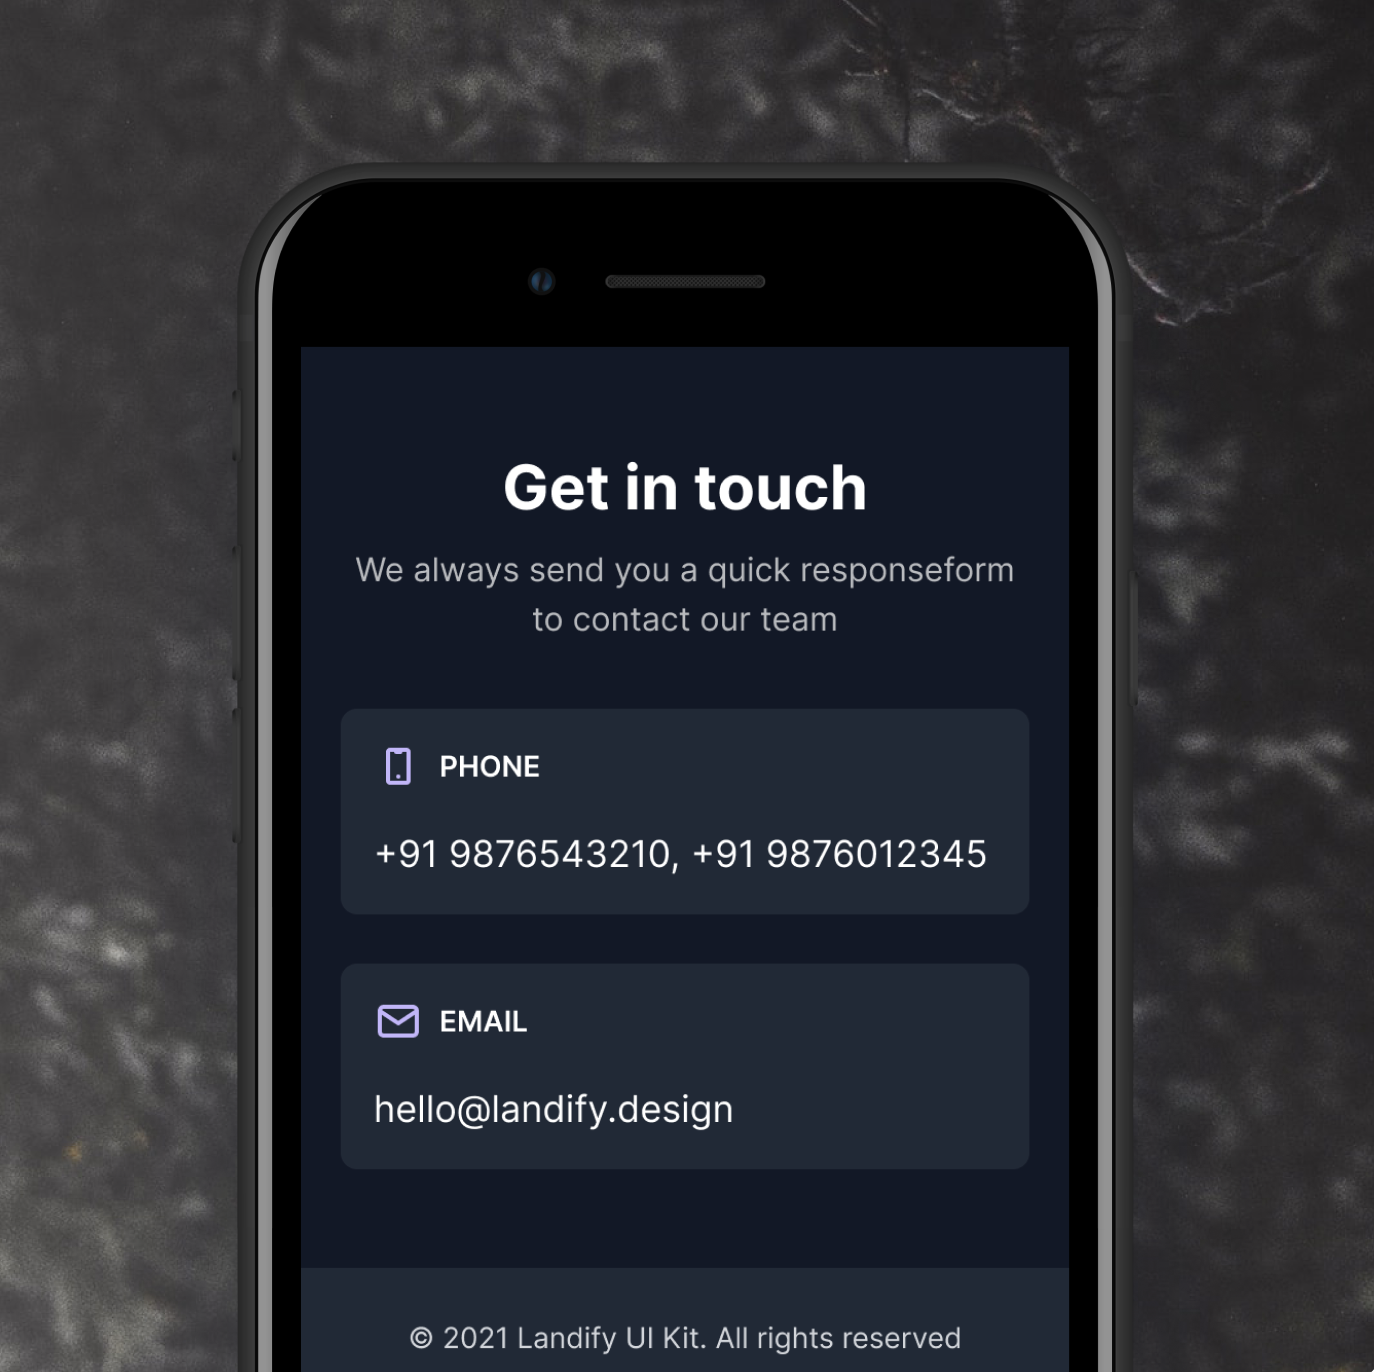 Get in touch
We always send you a quick responseform
to contact our team
PHONE
+91 9876543210, +91 9876012345
EMAIL
hello@landify.design
© 2021 Landify UI Kit. All rights reserved